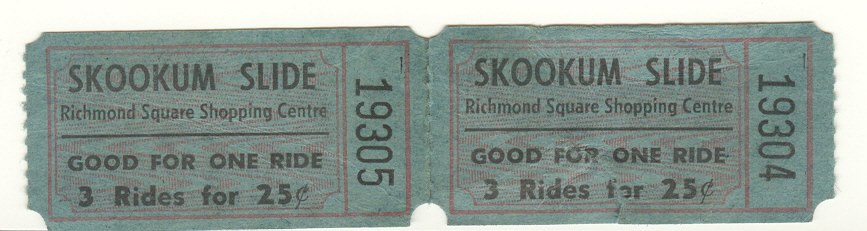 SKOOKUM SLIDE
Richmond Square Shopping Centre
GOOD FOR ONE RIDE
3 Rides for 25¢
19305
SKOOKUM SLIDE
Richmond Square Shopping Centre
GOOD FOR ONE RIDE
3 Rides for 25¢
19304